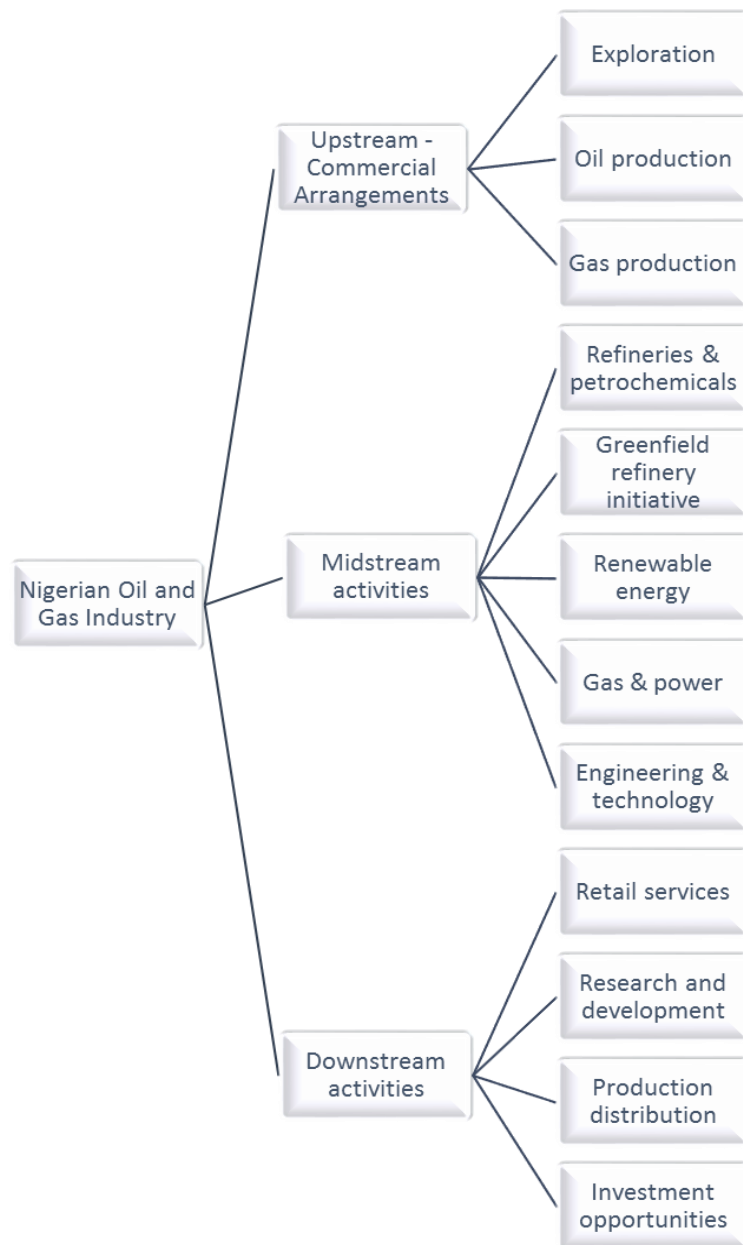 Nigerian Oil and
Gas Industry
Upstream -
Commercial
Arrangements
Exploration
Oil production
Gas production
Midstream
activities
Refineries &
petrochemicals
Greenfield
refinery
initiative
Renewable
energy
Gas & power
Engineering &
technology
Downstream
activities
Retail services
Research and
development
Production
distribution
Investment
opportunities